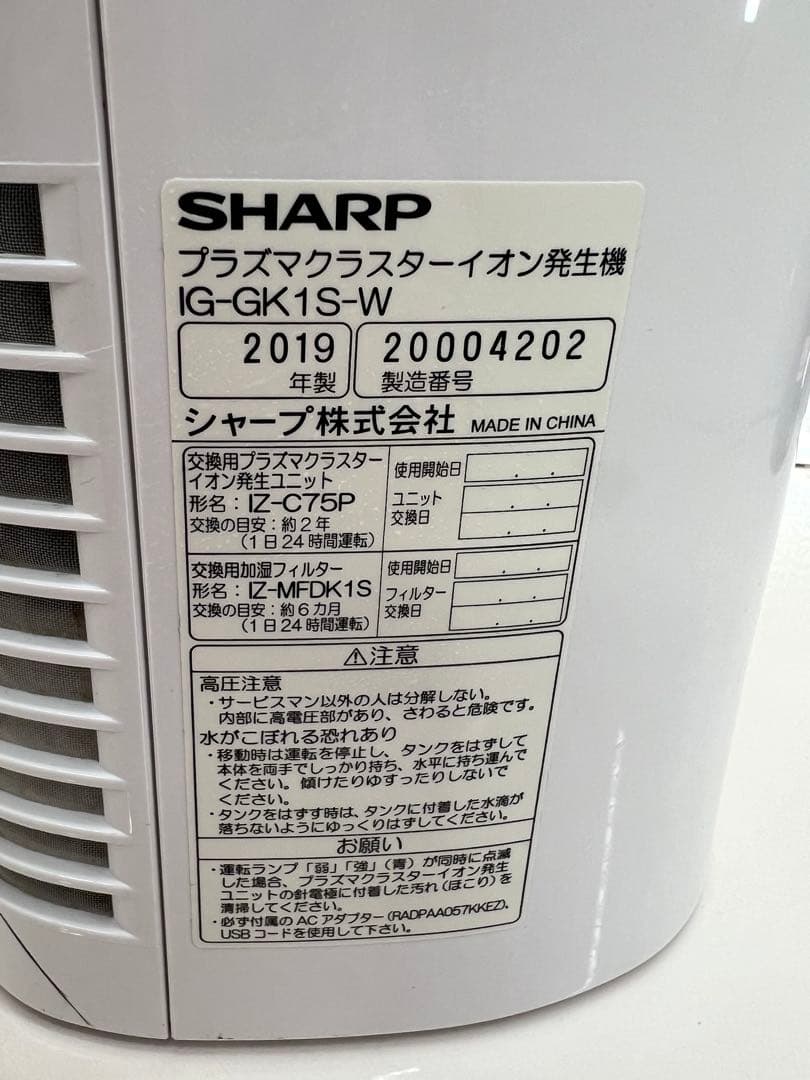 SHARP
プラズマクラスターイオン発生機
IG-GK1S-W
2019
年製
20004202
製造番号
シャープ株式会社 MADE IN CHINA
交換用プラズマクラスター
イオン発生ユニット
形名：IZ-C75P
交換の目安：約2年
（1日24時間運転）
使用開始日 . .
ユニット
交換日
. .
. .
交換用加湿フィルター
形名：IZ-MFDK1S
交換の目安：約6カ月
（1日24時間運転）
使用開始日 . .
フィルター
交換日
. .
. .
⚠注意
高圧注意
・サービスマン以外の人は分解しない。
内部に高電圧部があり、さわると危険です。
水がこぼれる恐れあり
・移動時は運転を停止し、タンクをはずして
本体を両手でしっかり持ち、水平に持ち運んで
ください。傾けたりゆすったりしないで
ください。
・タンクをはずす時は、タンクに付着した水滴が
落ちないようにゆっくりはずしてください。
お願い
・運転ランプ「弱」「強」（青）が同時に点滅
した場合、プラズマクラスターイオン発生
ユニットの針電極に付着した汚れ（ほこり）を
清掃してください。
・必ず付属のACアダプター（RADPAA057KKEZ）、
USBコードを使用して下さい。